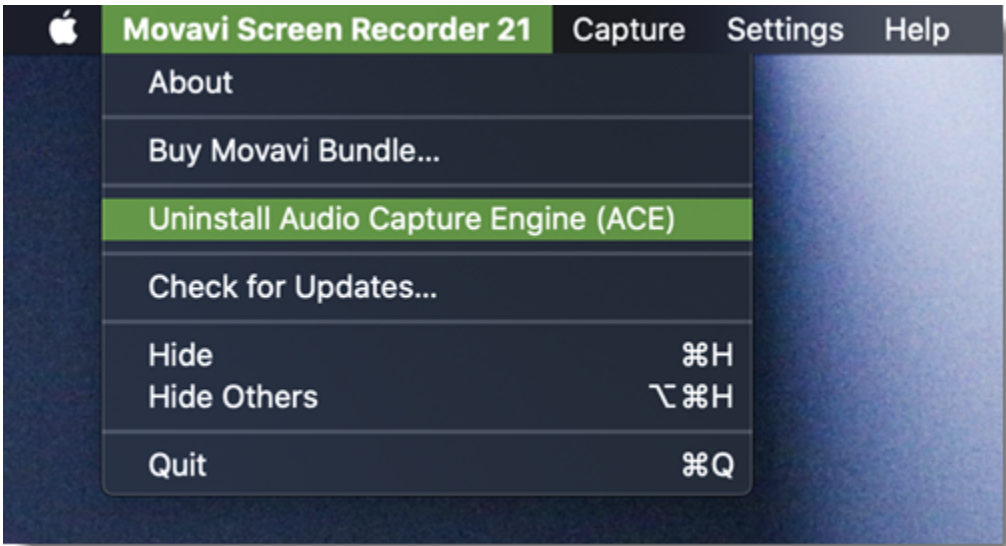 Movavi Screen Recorder 21 Capture Settings Help
About
Buy Movavi Bundle...
Uninstall Audio Capture Engine (ACE)
Check for Updates...
Hide ⌘H
Hide Others ⌥⌘H
Quit ⌘Q